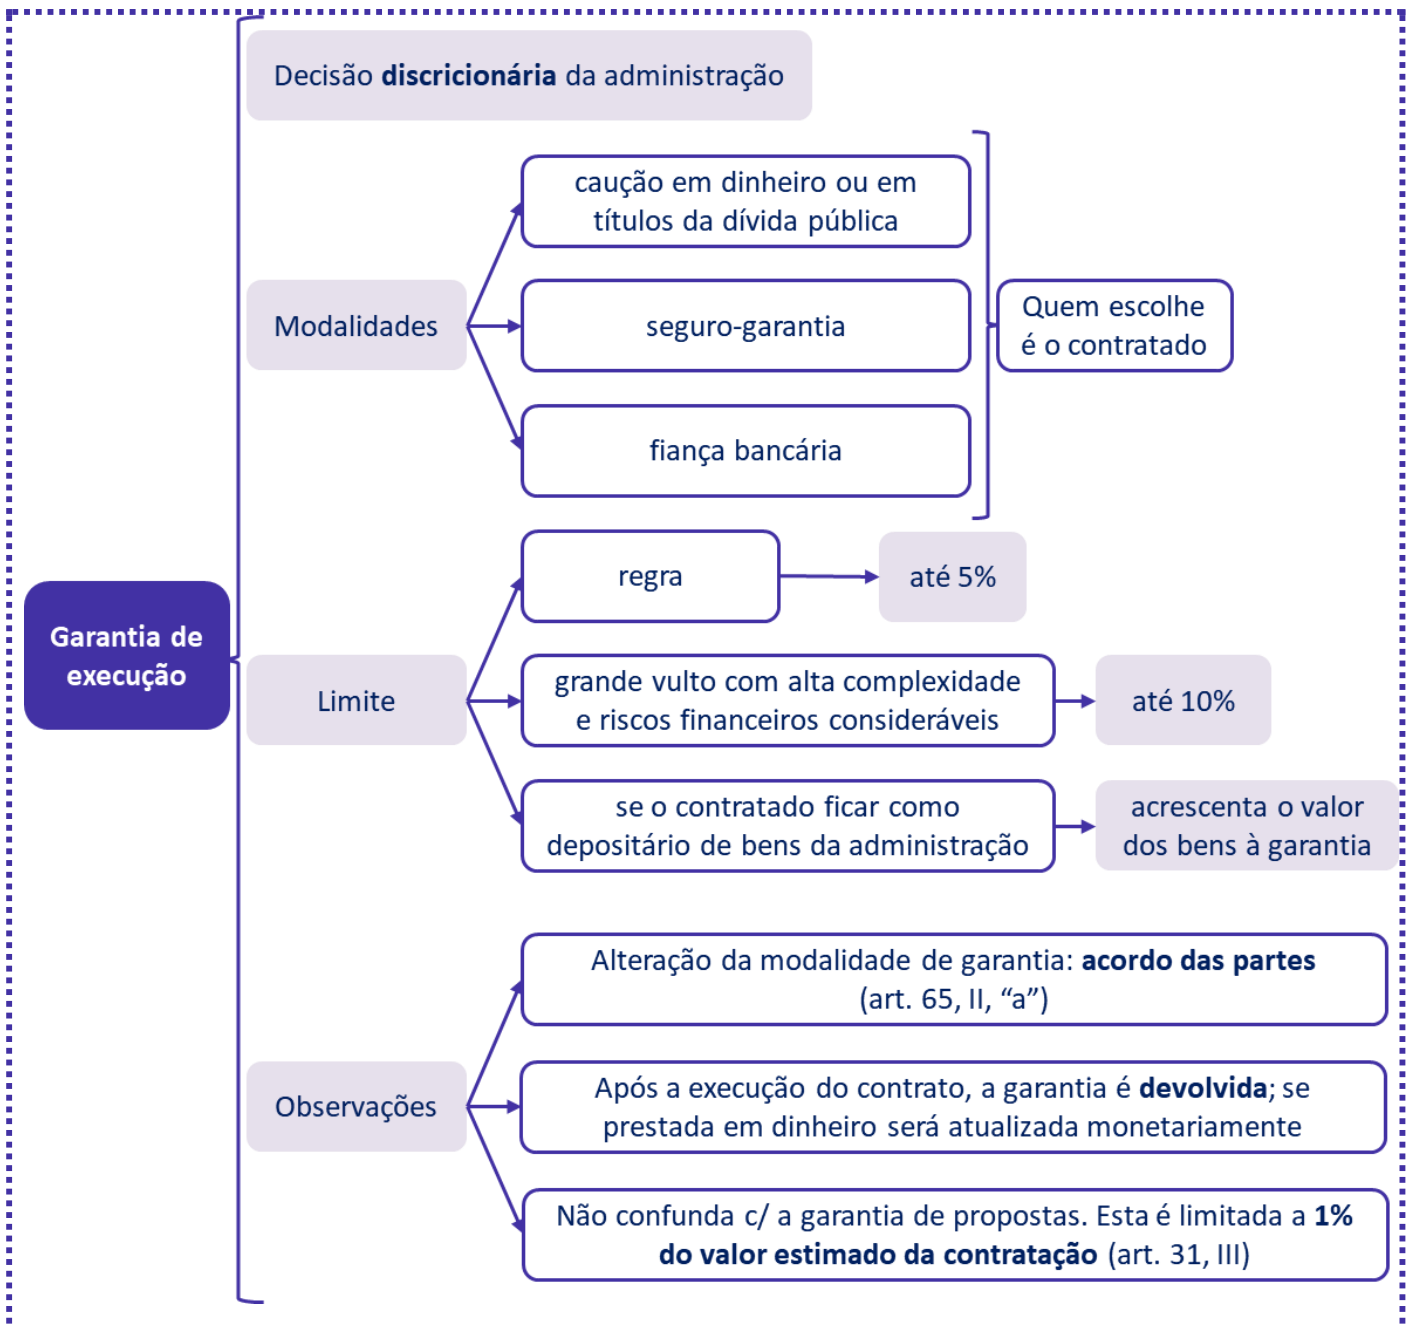 Decisão discricionária da administração
caução em dinheiro ou em
títulos da dívida pública
Modalidades
seguro-garantia
Quem escolhe
é o contratado
fiança bancária
regra
até 5%
Garantia de
execução
Limite
grande vulto com alta complexidade
e riscos financeiros consideráveis
até 10%
se o contratado ficar como
depositário de bens da administração
acrescenta o valor
dos bens à garantia
Alteração da modalidade de garantia: acordo das partes
(art. 65, II, “a”)
Observações
Após a execução do contrato, a garantia é devolvida; se
prestada em dinheiro será atualizada monetariamente
Não confunda c/ a garantia de propostas. Esta é limitada a 1%
do valor estimado da contratação (art. 31, III)